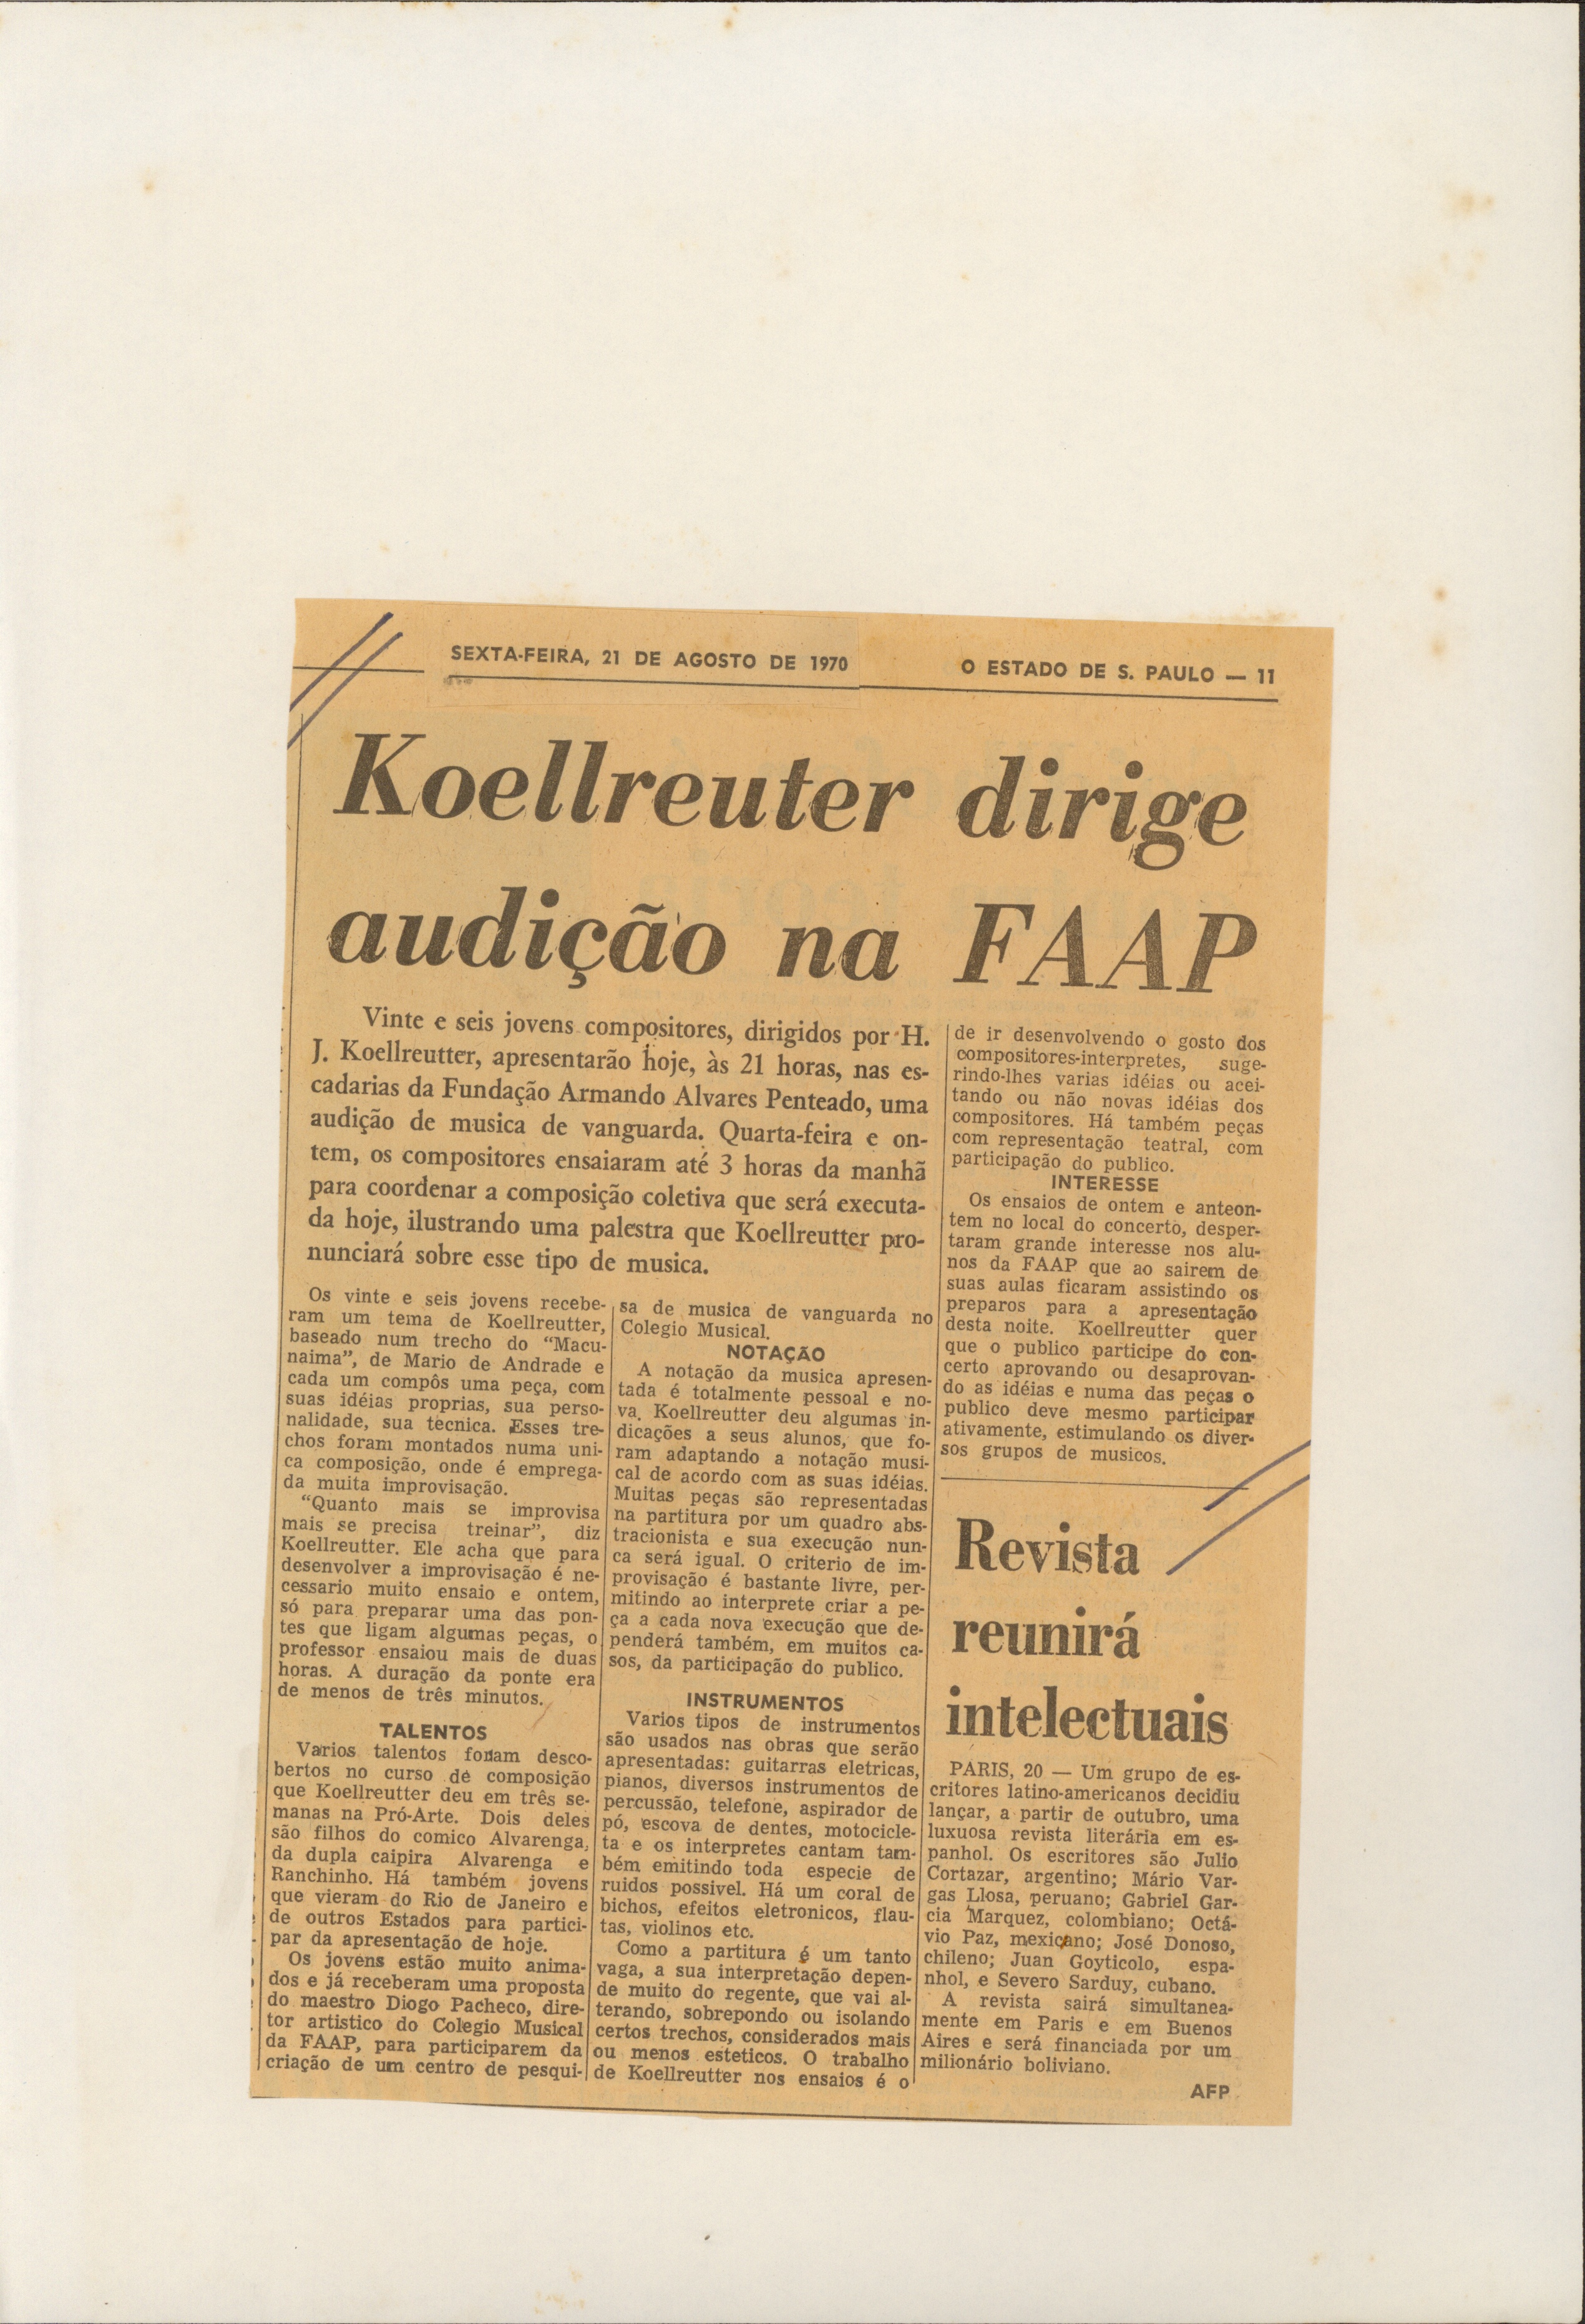 SEXTA-FEIRA, 21 DE AGOSTO DE 1970
O ESTADO DE S. PAULO — 11
Koellreuter dirige
audição na FAAP
Vinte e seis jovens compositores, dirigidos por H.
J. Koellreutter, apresentarão hoje, às 21 horas, nas es-
cadarias da Fundação Armando Alvares Penteado, uma
audição de musica de vanguarda. Quarta-feira e on-
tem, os compositores ensaiaram até 3 horas da manhã
para coordenar a composição coletiva que será executa-
da hoje, ilustrando uma palestra que Koellreutter pro-
nunciará sobre esse tipo de musica.
Os vinte e seis jovens recebe-
ram um tema de Koellreutter,
baseado num trecho do "Macu-
naima", de Mario de Andrade e
cada um compôs uma peça, com
suas idéias proprias, sua perso-
nalidade, sua tecnica. Esses tre-
chos foram montados numa uni-
ca composição, onde é emprega-
da muita improvisação.
"Quanto mais se improvisa
mais se precisa treinar", diz
Koellreutter. Ele acha que para
desenvolver a improvisação é ne-
cessario muito ensaio e ontem,
só para preparar uma das pon-
tes que ligam algumas peças, o
professor ensaiou mais de duas
horas. A duração da ponte era
de menos de três minutos.
TALENTOS
Varios talentos foram desco-
bertos no curso de composição
que Koellreutter deu em três se-
manas na Pró-Arte. Dois deles
são filhos do comico Alvarenga,
da dupla caipira Alvarenga e
Ranchinho. Há também jovens
que vieram do Rio de Janeiro e
de outros Estados para partici-
par da apresentação de hoje.
Os jovens estão muito anima-
dos e já receberam uma proposta
do maestro Diogo Pacheco, dire-
tor artistico do Colegio Musical
da FAAP, para participarem da
criação de um centro de pesqui-
sa de musica de vanguarda no
Colegio Musical.
NOTAÇÃO
A notação da musica apresen-
tada é totalmente pessoal e no-
va. Koellreutter deu algumas in-
dicações a seus alunos, que fo-
ram adaptando a notação musi-
cal de acordo com as suas idéias.
Muitas peças são representadas
na partitura por um quadro abs-
tracionista e sua execução nun-
ca será igual. O criterio de im-
provisação é bastante livre, per-
mitindo ao interprete criar a pe-
ça a cada nova execução que de-
penderá também, em muitos ca-
sos, da participação do publico.
INSTRUMENTOS
Varios tipos de instrumentos
são usados nas obras que serão
apresentadas: guitarras eletricas,
pianos, diversos instrumentos de
percussão, telefone, aspirador de
pó, escova de dentes, motocicle-
ta e os interpretes cantam tam-
bém emitindo toda especie de
ruidos possivel. Há um coral de
bichos, efeitos eletronicos, flau-
tas, violinos etc.
Como a partitura é um tanto
vaga, a sua interpretação depen-
de muito do regente, que vai al-
terando, sobrepondo ou isolando
certos trechos, considerados mais
ou menos esteticos. O trabalho
de Koellreutter nos ensaios é o
de ir desenvolvendo o gosto dos
compositores-interpretes, suge-
rindo-lhes varias idéias ou acei-
tando ou não novas idéias dos
compositores. Há também peças
com representação teatral, com
participação do publico.
INTERESSE
Os ensaios de ontem e anteon-
tem no local do concerto, desper-
taram grande interesse nos alu-
nos da FAAP que ao sairem de
suas aulas ficaram assistindo os
preparos para a apresentação
desta noite. Koellreutter quer
que o publico participe do con-
certo aprovando ou desaprovan-
do as idéias e numa das peças o
publico deve mesmo participar
ativamente, estimulando os diver-
sos grupos de musicos.
Revista
reunirá
intelectuais
PARIS, 20 — Um grupo de es-
critores latino-americanos decidiu
lançar, a partir de outubro, uma
luxuosa revista literária em es-
panhol. Os escritores são Julio
Cortazar, argentino; Mário Var-
gas Llosa, peruano; Gabriel Gar-
cia Marquez, colombiano; Octá-
vio Paz, mexicano; José Donoso,
chileno; Juan Goyticolo, espa-
nhol, e Severo Sarduy, cubano.
A revista sairá simultanea-
mente em Paris e em Buenos
Aires e será financiada por um
milionário boliviano.
AFP